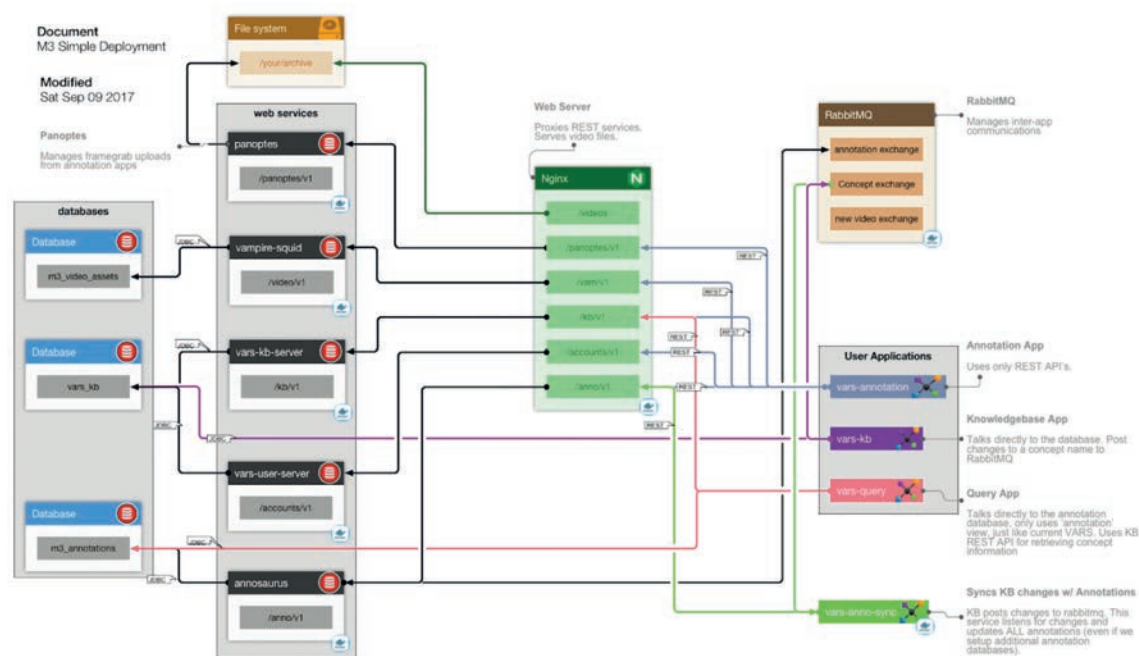 Document
M3 Simple Deployment
Modified
Sat Sep 09 2017
File system
/your/archive
Panoptes
Manages framegrab uploads
from annotation apps
web services
panoptes
/panoptes/v1
vampire-squid
/video/v1
vars-kb-server
/kb/v1
vars-user-server
/accounts/v1
annosaurus
/anno/v1
databases
Database
m3_video_assets
Database
vars_kb
Database
m3_annotations
JDBC
JDBC
JDBC
JDBC
JDBC
JDBC
Web Server
Proxies REST services.
Serves video files.
Nginx
N
/videos
/panoptes/v1
/vam/v1
/kb/v1
/accounts/v1
/anno/v1
REST
REST
REST
REST
REST
REST
REST
RabbitMQ
annotation exchange
Concept exchange
new video exchange
RabbitMQ
Manages inter-app
communications
User Applications
vars-annotation
vars-kb
vars-query
vars-anno-sync
Annotation App
Uses only REST API's.
Knowledgebase App
Talks directly to the database. Post
changes to a concept name to
RabbitMQ
Query App
Talks directly to the annotation
database, only uses 'annotation'
view, just like current VARS. Uses KB
REST API for retrieving concept
information
Syncs KB changes w/ Annotations
KB posts changes to rabbitmq. This
service listens for changes and
updates ALL annotations (even if we
setup additional annotation
databases).